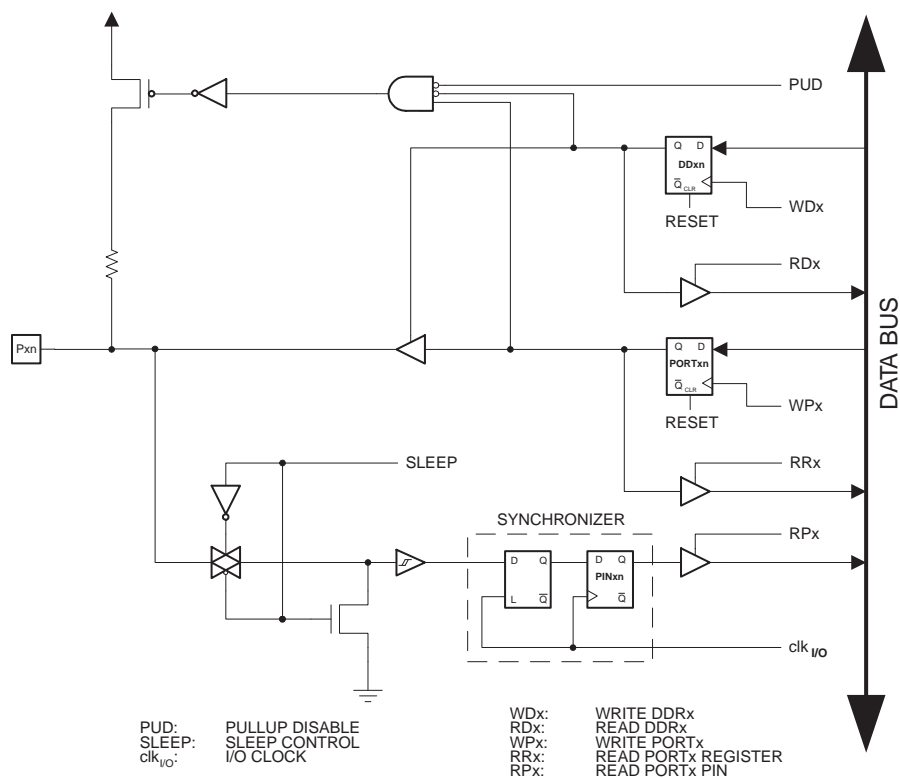 PUD
Q D
DDxn
Q CLR
WDx
RESET
RDx
Pxn
Q D
PORTxn
Q CLR
WPx
RESET
DATA BUS
SLEEP
RRx
SYNCHRONIZER
RPx
D Q
L Q
D Q
PINxn
Q
clk I/O
PUD: PULLUP DISABLE
SLEEP: SLEEP CONTROL
clkI/O: I/O CLOCK
WDx: WRITE DDRx
RDx: READ DDRx
WPx: WRITE PORTx
RRx: READ PORTx REGISTER
RPx: READ PORTx PIN